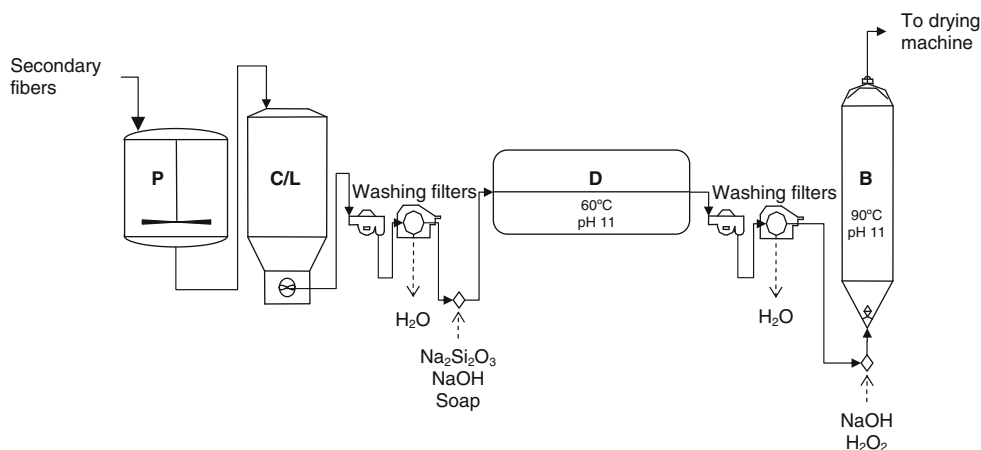 Secondary
fibers
P
C/L
Washing filters
H₂O
Na₂Si₂O₃
NaOH
Soap
D
60ºC
pH 11
Washing filters
H₂O
B
90ºC
pH 11
To drying
machine
NaOH
H₂O₂